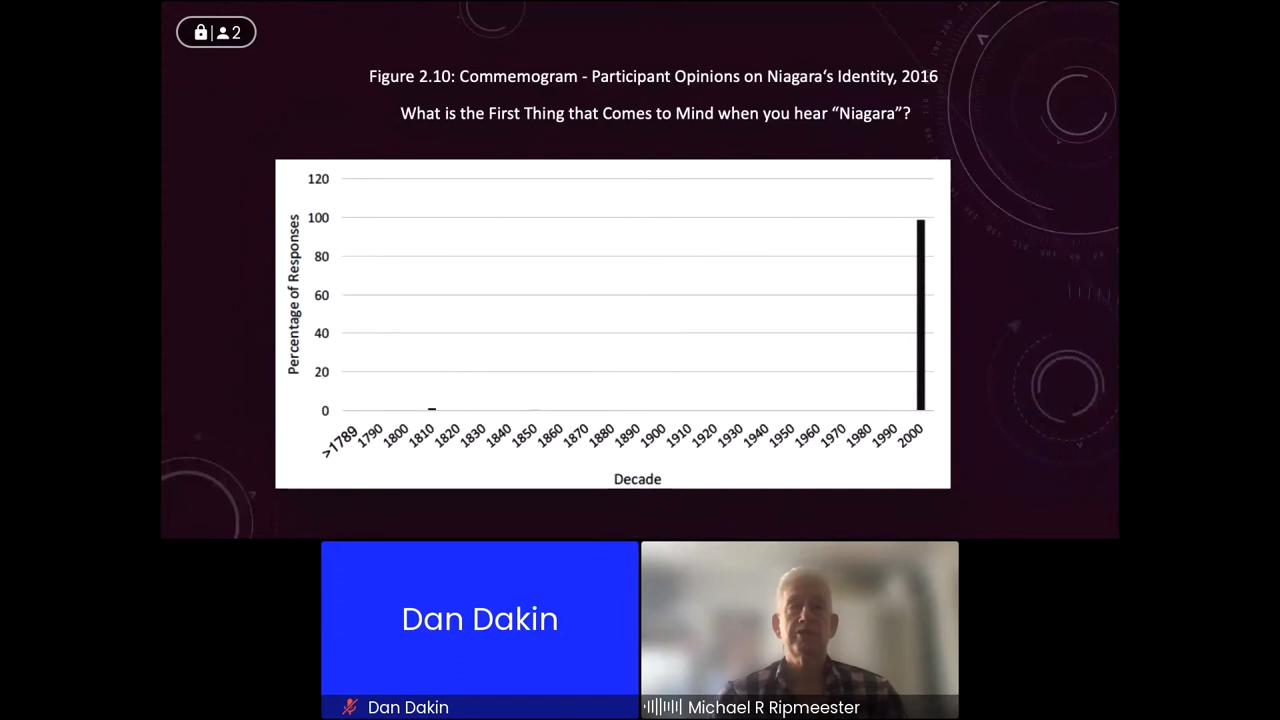 2
Figure 2.10: Commemogram - Participant Opinions on Niagara‘s Identity, 2016
What is the First Thing that Comes to Mind when you hear “Niagara”?
120
100
80
60
40
20
0
Percentage of Responses
>1789 1790 1800 1810 1820 1830 1840 1850 1860 1870 1880 1890 1900 1910 1920 1930 1940 1950 1960 1970 1980 1990 2000
Decade
Dan Dakin
Dan Dakin
Michael R Ripmeester